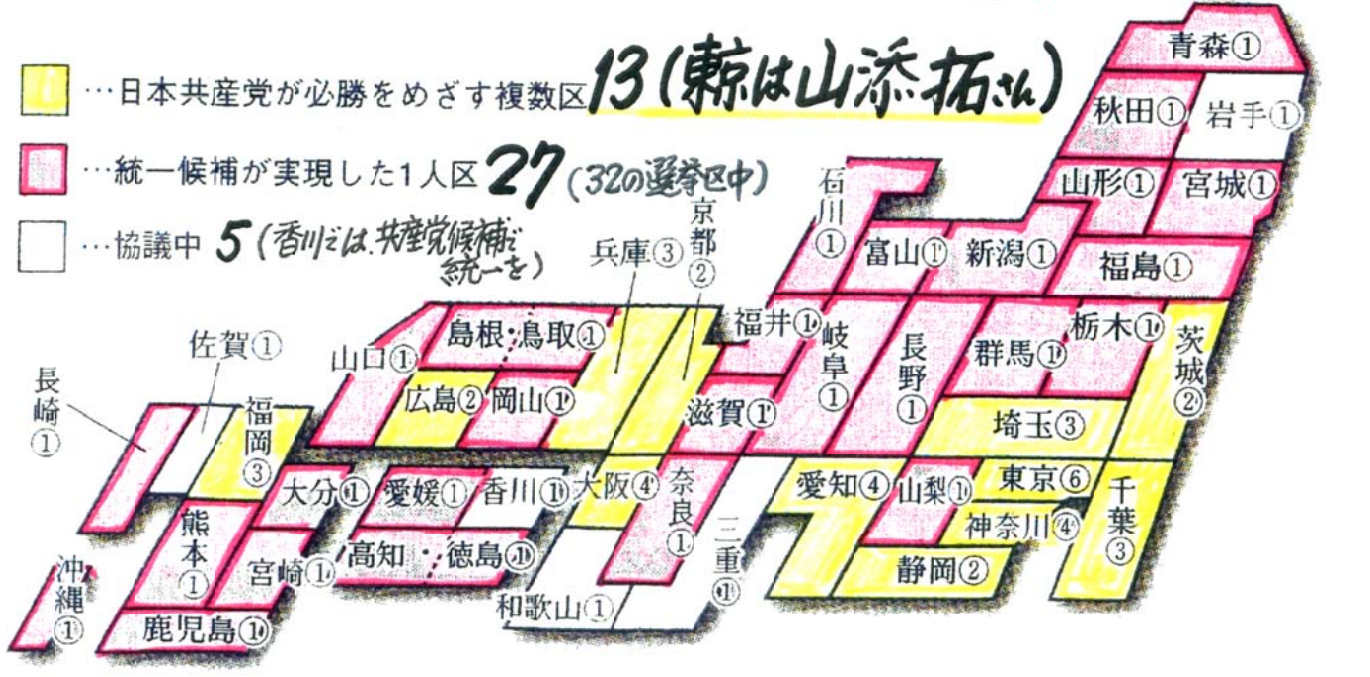 …日本共産党が必勝をめざす複数区 13(東京は山添拓さん)
…統一候補が実現した1人区 27(32の選挙区中)
…協議中 5(香川では、共産党候補で
統一を)
青森①
秋田①
岩手①
山形①
宮城①
石川①
富山①
新潟①
福島①
京都②
兵庫③
福井①
岐阜①
長野①
群馬①
栃木①
茨城②
島根・鳥取①
山口①
広島②
岡山①
滋賀①
埼玉③
佐賀①
長崎①
福岡③
大分①
愛媛①
香川①
大阪④
奈良①
三重①
愛知④
山梨①
東京⑥
千葉③
神奈川④
静岡②
熊本①
宮崎①
高知・徳島①
和歌山①
沖縄①
鹿児島①